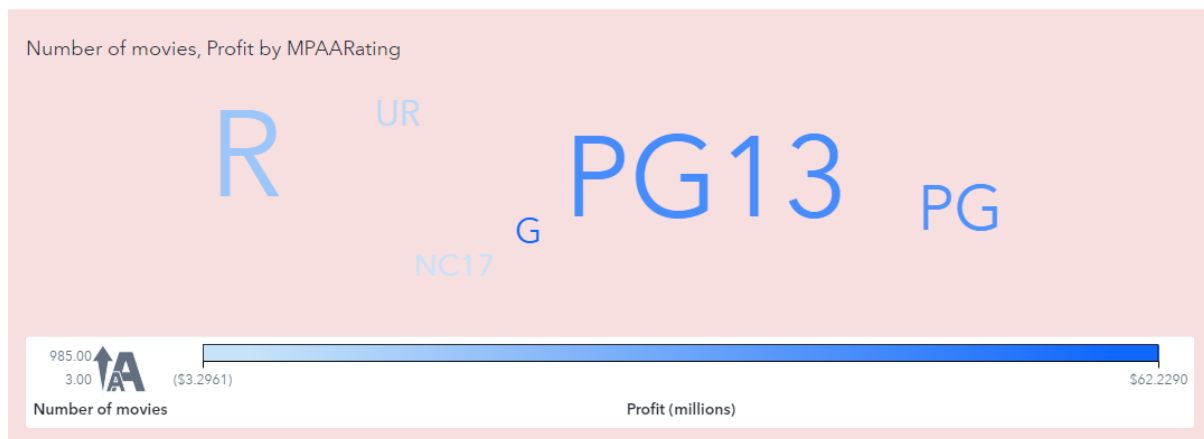 Number of movies, Profit by MPAARating
R
UR
PG13
PG
G
NC17
985.00
3.00
($3.2961)
$62.2290
Number of movies
Profit (millions)